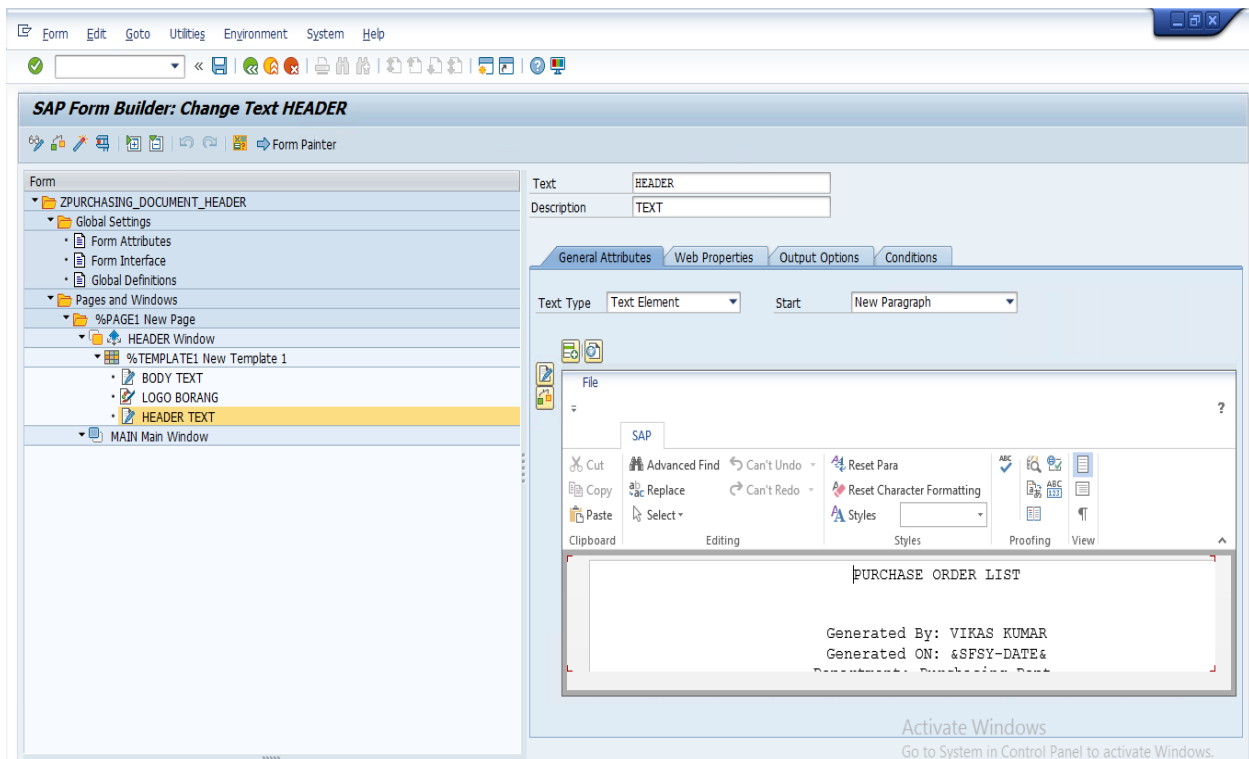 Form Edit Goto Utilities Environment System Help
SAP Form Builder: Change Text HEADER
Form Painter
Form
ZPURCHASING_DOCUMENT_HEADER
Global Settings
Form Attributes
Form Interface
Global Definitions
Pages and Windows
%PAGE1 New Page
HEADER Window
%TEMPLATE1 New Template 1
BODY TEXT
LOGO BORANG
HEADER TEXT
MAIN Main Window
Text HEADER
Description TEXT
General Attributes Web Properties Output Options Conditions
Text Type Text Element Start New Paragraph
File
?
SAP
Cut Advanced Find Can't Undo Reset Para ABC
Copy Replace Can't Redo Reset Character Formatting
Paste Select Styles
Clipboard Editing Styles Proofing View
PURCHASE ORDER LIST
Generated By: VIKAS KUMAR
Generated ON: &SFSY-DATE&
Department: Purchasing Dept
Activate Windows
Go to System in Control Panel to activate Windows.